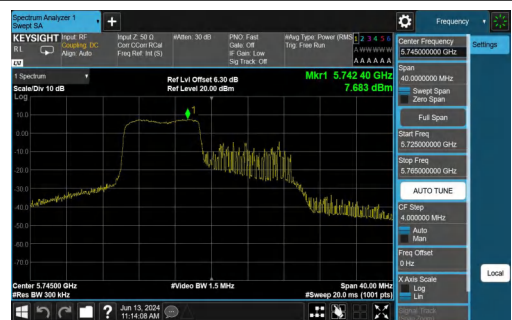 Spectrum Analyzer 1
Swept SA
Frequency
KEYSIGHT
Input: RF
Coupling: DC
Align: Auto
Input Z: 50 Ω
Corr CCorr RCal
Freq Ref: Int (S)
#Atten: 30 dB
PNO: Fast
Gate: Off
IF Gain: Low
Sig Track: Off
#Avg Type: Power (RMS
Trig: Free Run
1 2 3 4 5 6
A W W W W W
A A A A A A
RL
LV
1 Spectrum
Scale/Div 10 dB
Ref Lvl Offset 6.30 dB
Ref Level 20.00 dBm
Mkr1 5.742 40 GHz
7.683 dBm
Log
10.0
0.00
-10.0
-20.0
-30.0
-40.0
-50.0
-60.0
-70.0
1
Center 5.74500 GHz
#Res BW 300 kHz
#Video BW 1.5 MHz
Span 40.00 MHz
#Sweep 20.0 ms (1001 pts)
Center Frequency
5.745000000 GHz
Settings
Span
40.0000000 MHz
Swept Span
Zero Span
Full Span
Start Freq
5.725000000 GHz
Stop Freq
5.765000000 GHz
AUTO TUNE
CF Step
4.000000 MHz
Auto
Man
Freq Offset
0 Hz
X Axis Scale
Log
Lin
Local
Signal Track
Jun 13, 2024
11:14:08 AM